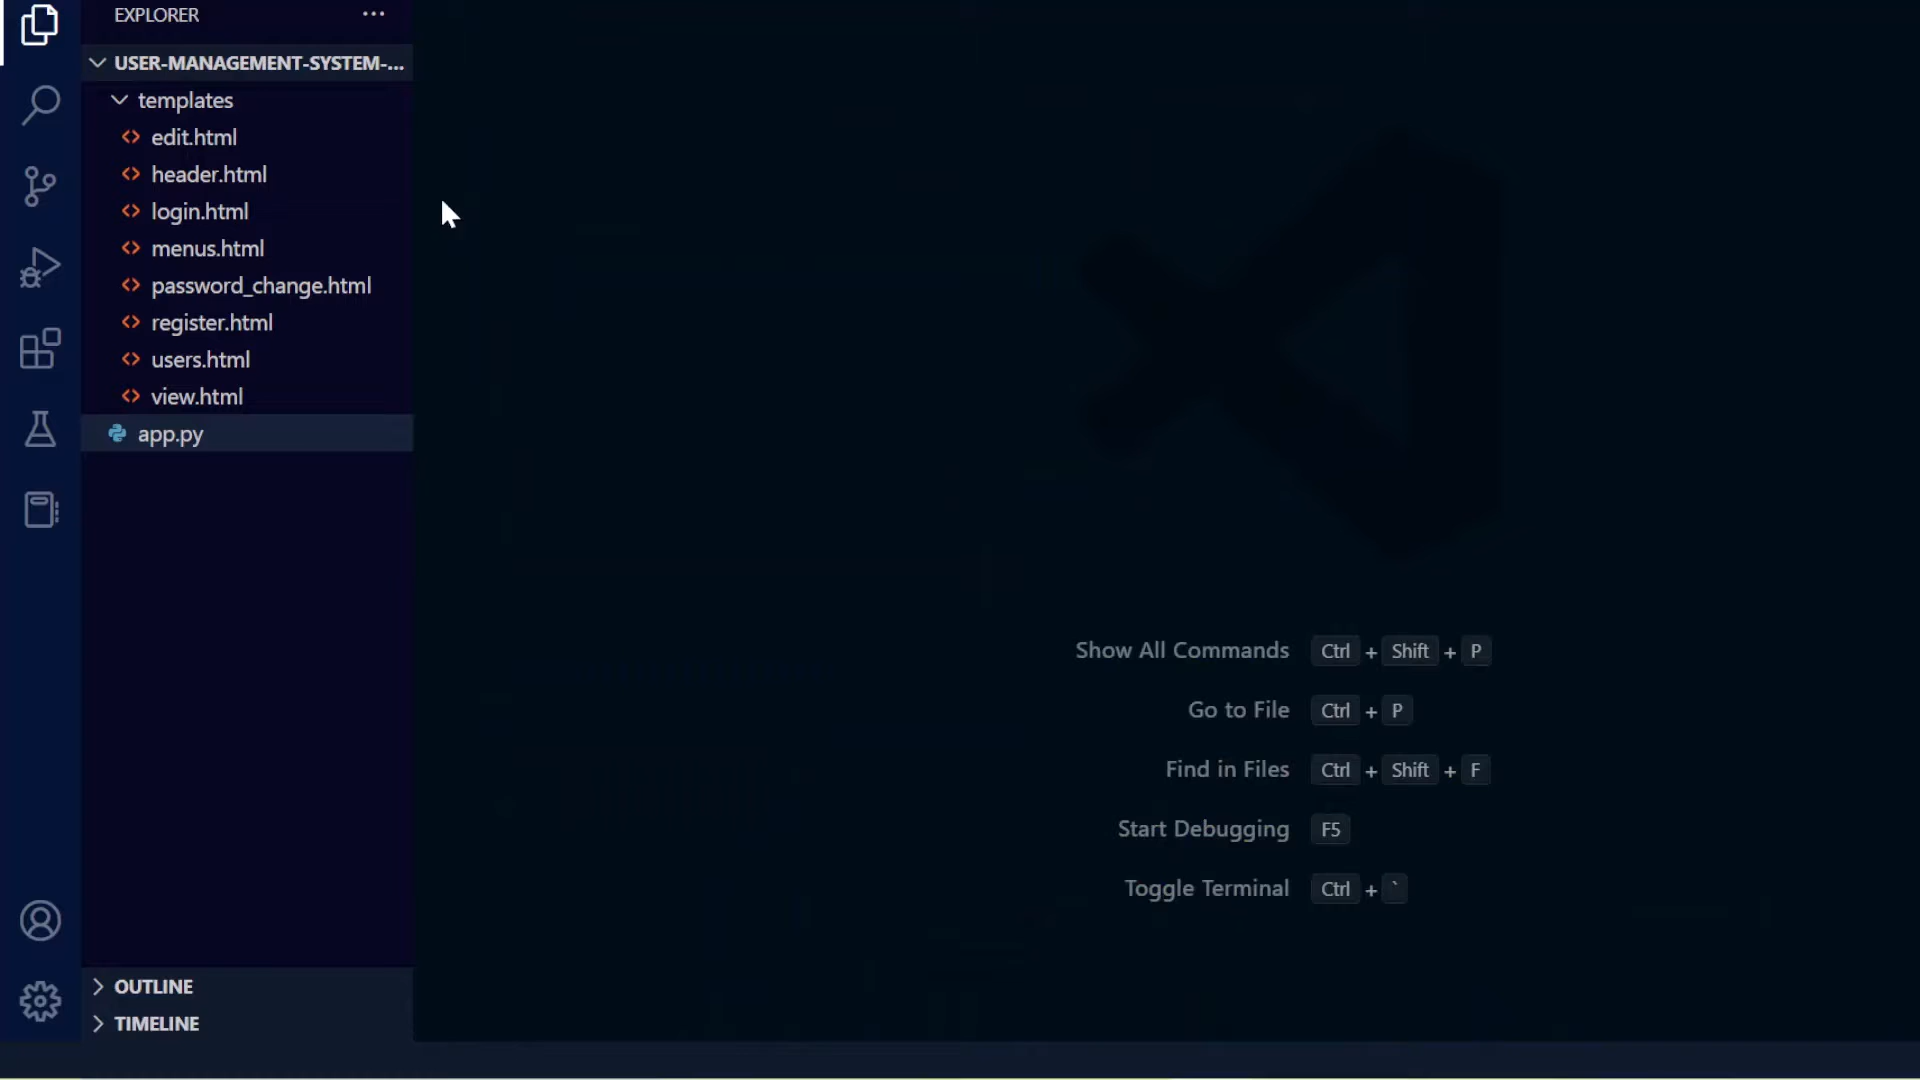 EXPLORER ···
USER-MANAGEMENT-SYSTEM-...
templates
edit.html
header.html
login.html
menus.html
password_change.html
register.html
users.html
view.html
app.py
Show All Commands Ctrl + Shift + P
Go to File Ctrl + P
Find in Files Ctrl + Shift + F
Start Debugging F5
Toggle Terminal Ctrl + `
OUTLINE
TIMELINE